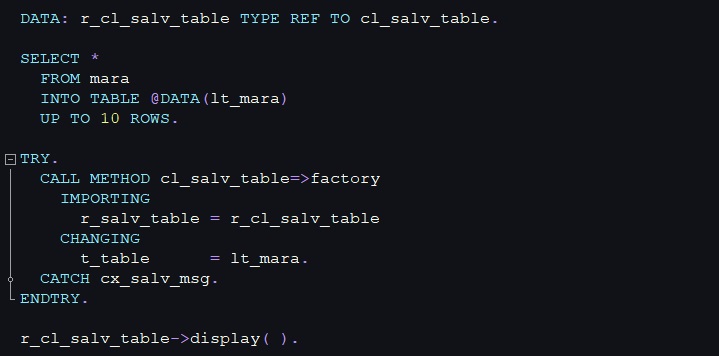 DATA: r_cl_salv_table TYPE REF TO cl_salv_table.
SELECT *
FROM mara
INTO TABLE @DATA(lt_mara)
UP TO 10 ROWS.
TRY.
CALL METHOD cl_salv_table=>factory
IMPORTING
r_salv_table = r_cl_salv_table
CHANGING
t_table = lt_mara.
CATCH cx_salv_msg.
ENDTRY.
r_cl_salv_table->display( ).